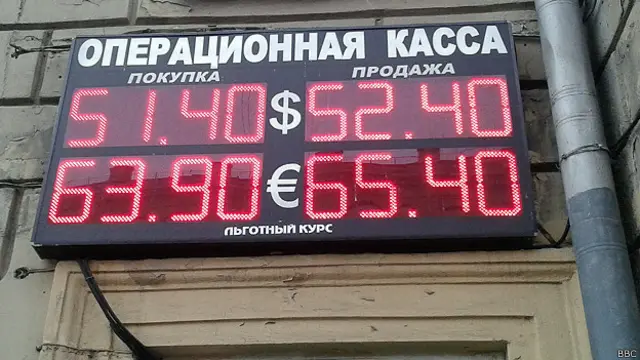 ОПЕРАЦИОННАЯ КАССА
ПОКУПКА ПРОДАЖА
51.40 $ 52.40
63.90 € 65.40
ЛЬГОТНЫЙ КУРС
BBC